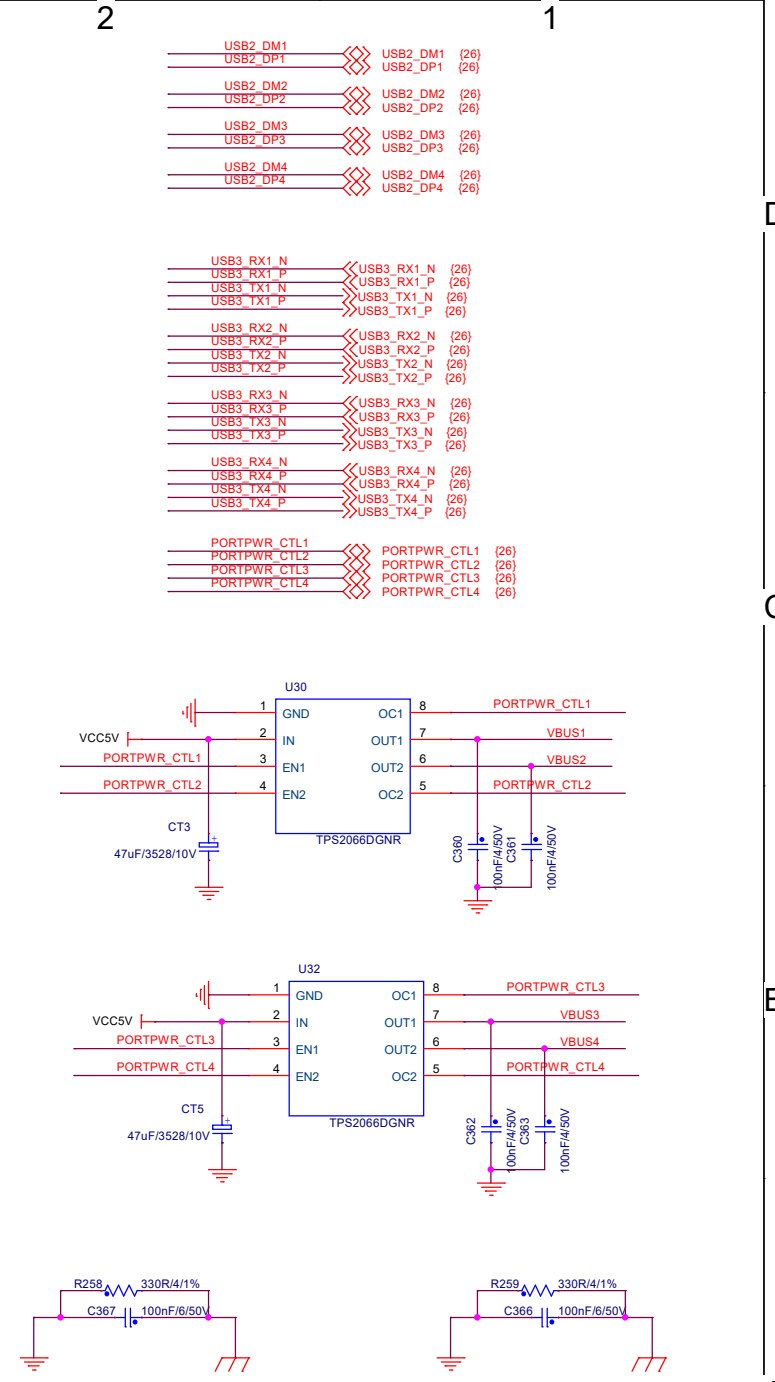 2 1
USB2_DM1 USB2_DM1 {26}
USB2_DP1 USB2_DP1 {26}
USB2_DM2 USB2_DM2 {26}
USB2_DP2 USB2_DP2 {26}
USB2_DM3 USB2_DM3 {26}
USB2_DP3 USB2_DP3 {26}
USB2_DM4 USB2_DM4 {26}
USB2_DP4 USB2_DP4 {26}
USB3_RX1_N USB3_RX1_N {26}
USB3_RX1_P USB3_RX1_P {26}
USB3_TX1_N USB3_TX1_N {26}
USB3_TX1_P USB3_TX1_P {26}
USB3_RX2_N USB3_RX2_N {26}
USB3_RX2_P USB3_RX2_P {26}
USB3_TX2_N USB3_TX2_N {26}
USB3_TX2_P USB3_TX2_P {26}
USB3_RX3_N USB3_RX3_N {26}
USB3_RX3_P USB3_RX3_P {26}
USB3_TX3_N USB3_TX3_N {26}
USB3_TX3_P USB3_TX3_P {26}
USB3_RX4_N USB3_RX4_N {26}
USB3_RX4_P USB3_RX4_P {26}
USB3_TX4_N USB3_TX4_N {26}
USB3_TX4_P USB3_TX4_P {26}
PORTPWR_CTL1 PORTPWR_CTL1 {26}
PORTPWR_CTL2 PORTPWR_CTL2 {26}
PORTPWR_CTL3 PORTPWR_CTL3 {26}
PORTPWR_CTL4 PORTPWR_CTL4 {26}
U30
1 GND OC1 8 PORTPWR_CTL1
VCC5V 2 IN OUT1 7 VBUS1
PORTPWR_CTL1 3 EN1 OUT2 6 VBUS2
PORTPWR_CTL2 4 EN2 OC2 5 PORTPWR_CTL2
CT3
47uF/3528/10V
TPS2066DGNR
C360
100nF/4/50V
C361
100nF/4/50V
U32
1 GND OC1 8 PORTPWR_CTL3
VCC5V 2 IN OUT1 7 VBUS3
PORTPWR_CTL3 3 EN1 OUT2 6 VBUS4
PORTPWR_CTL4 4 EN2 OC2 5 PORTPWR_CTL4
CT5
47uF/3528/10V
TPS2066DGNR
C362
100nF/4/50V
C363
100nF/4/50V
R258 330R/4/1%
C367 100nF/6/50V
R259 330R/4/1%
C366 100nF/6/50V